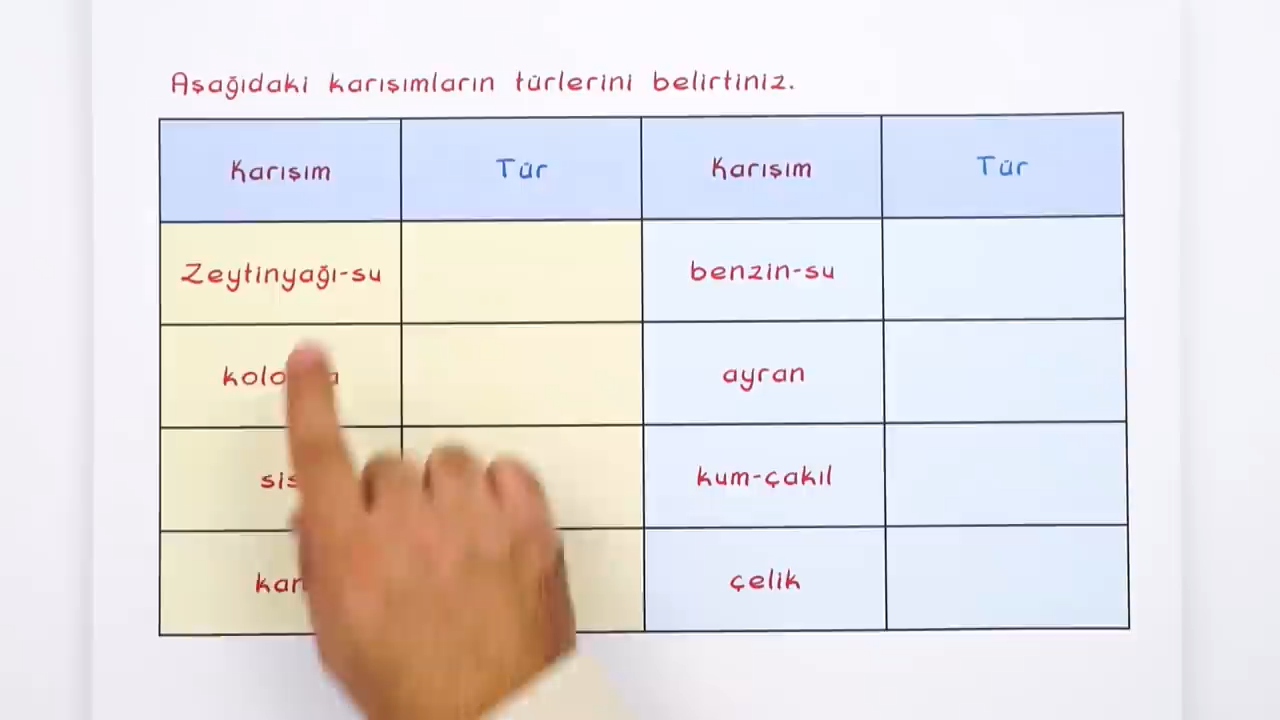 Aşağıdaki karışımların türlerini belirtiniz.
Karışım Tür Karışım Tür
Zeytinyağı-su benzin-su
ayran
kum-çakıl
çelik